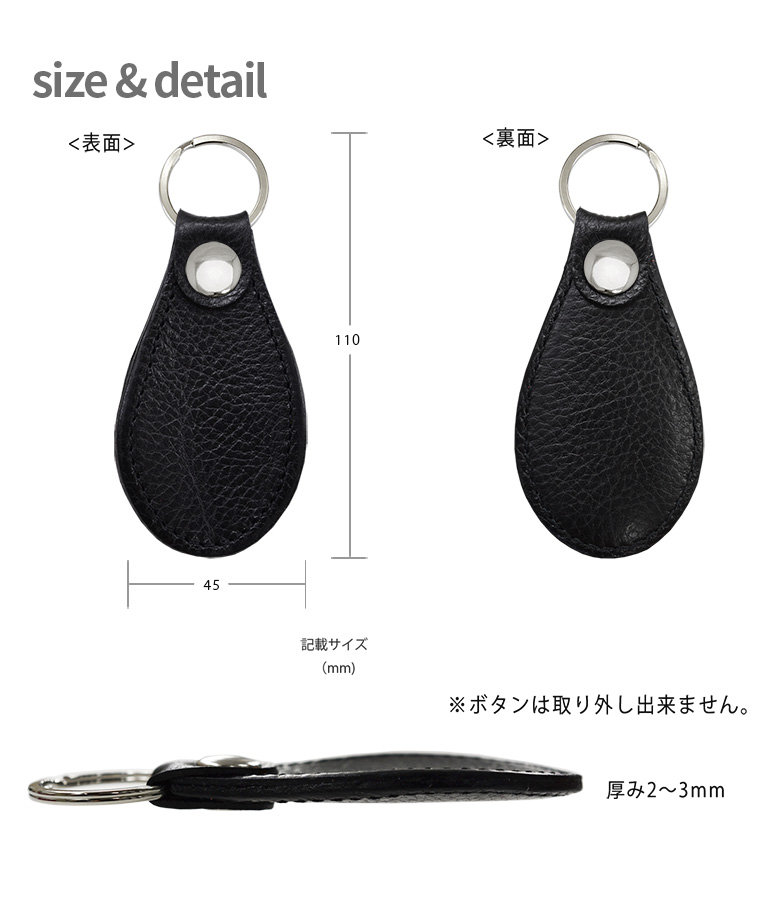 size & detail
<表面>
<裏面>
110
45
記載サイズ
(mm)
※ボタンは取り外し出来ません。
厚み2～3mm